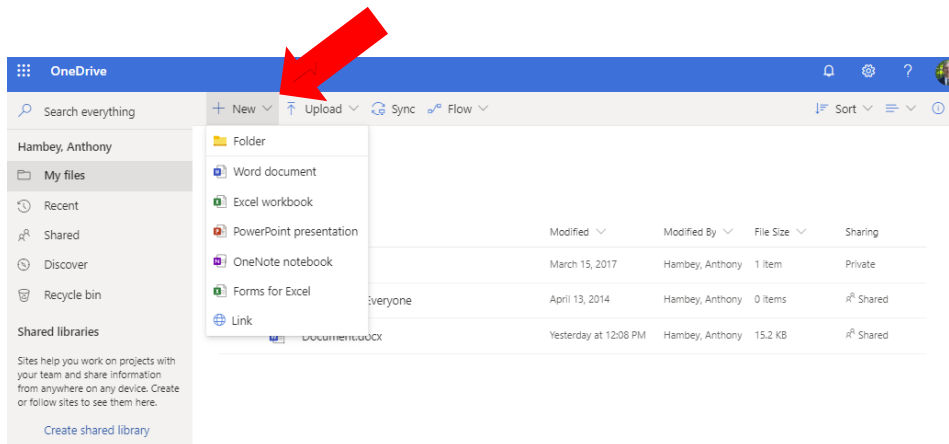 OneDrive
?
Search everything
New
Upload
Sync
Flow
Sort
Hambey, Anthony
My files
Recent
Shared
Discover
Recycle bin
Shared libraries
Sites help you work on projects with
your team and share information
from anywhere on any device. Create
or follow sites to see them here.
Create shared library
Folder
Word document
Excel workbook
PowerPoint presentation
OneNote notebook
Forms for Excel
Link
Modified
Modified By
File Size
Sharing
March 15, 2017
Hambey, Anthony
1 item
Private
Everyone
April 13, 2014
Hambey, Anthony
0 items
Shared
Document.docx
Yesterday at 12:08 PM
Hambey, Anthony
15.2 KB
Shared